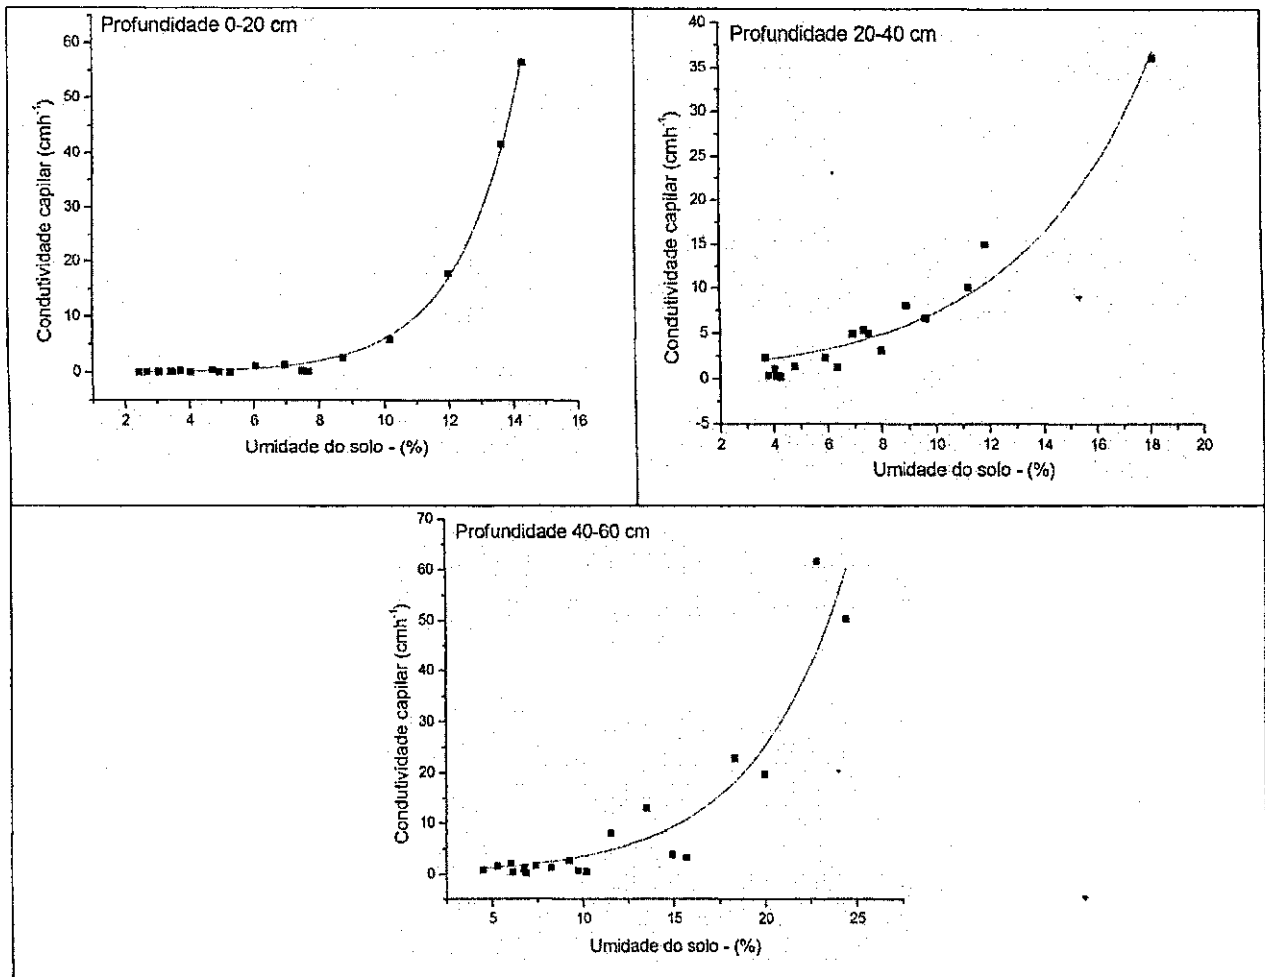 Profundidade 0-20 cm
60
50
40
30
20
10
0
Condutividade capilar (cmh⁻¹)
2 4 6 8 10 12 14 16
Umidade do solo - (%)
Profundidade 20-40 cm
40
35
30
25
20
15
10
5
0
-5
Condutividade capilar (cmh⁻¹)
2 4 6 8 10 12 14 16 18 20
Umidade do solo - (%)
Profundidade 40-60 cm
70
60
50
40
30
20
10
0
Condutividade capilar (cmh⁻¹)
5 10 15 20 25
Umidade do solo - (%)